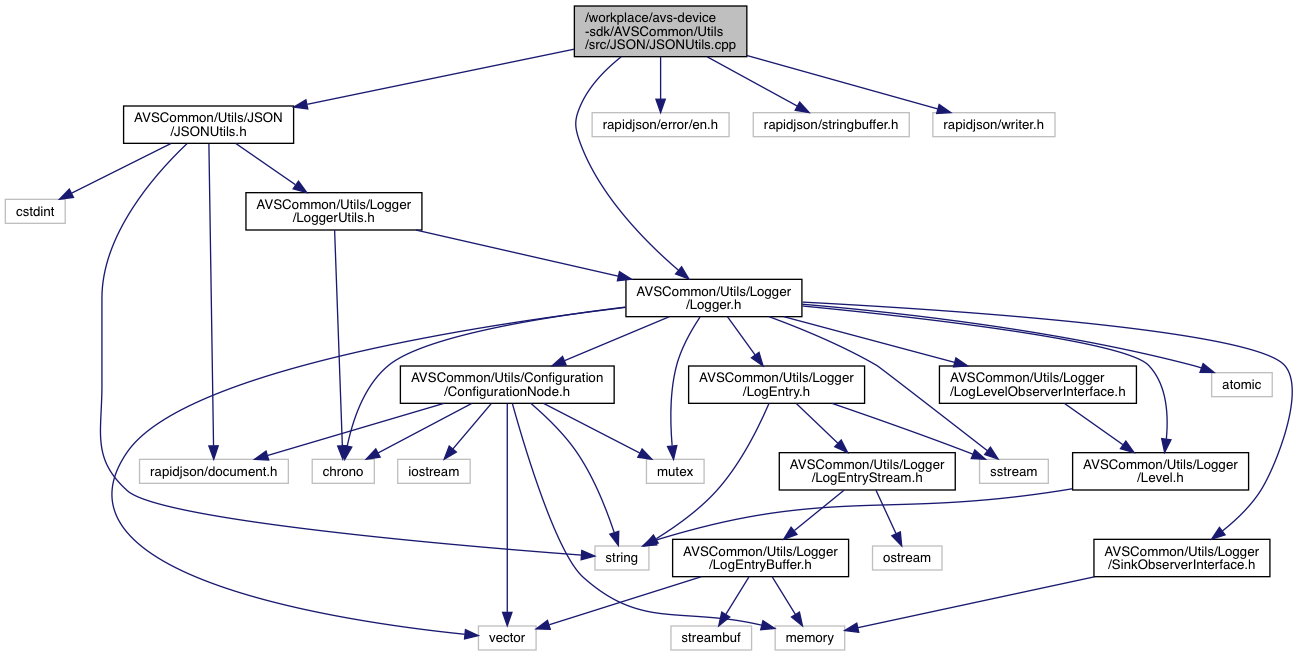 /workplace/avs-device
-sdk/AVSCommon/Utils
/src/JSON/JSONUtils.cpp
AVSCommon/Utils/JSON
/JSONUtils.h
rapidjson/error/en.h
rapidjson/stringbuffer.h
rapidjson/writer.h
cstdint
AVSCommon/Utils/Logger
/LoggerUtils.h
AVSCommon/Utils/Logger
/Logger.h
AVSCommon/Utils/Configuration
/ConfigurationNode.h
AVSCommon/Utils/Logger
/LogEntry.h
AVSCommon/Utils/Logger
/LogLevelObserverInterface.h
atomic
rapidjson/document.h
chrono
iostream
mutex
AVSCommon/Utils/Logger
/LogEntryStream.h
sstream
AVSCommon/Utils/Logger
/Level.h
string
AVSCommon/Utils/Logger
/LogEntryBuffer.h
ostream
AVSCommon/Utils/Logger
/SinkObserverInterface.h
vector
streambuf
memory